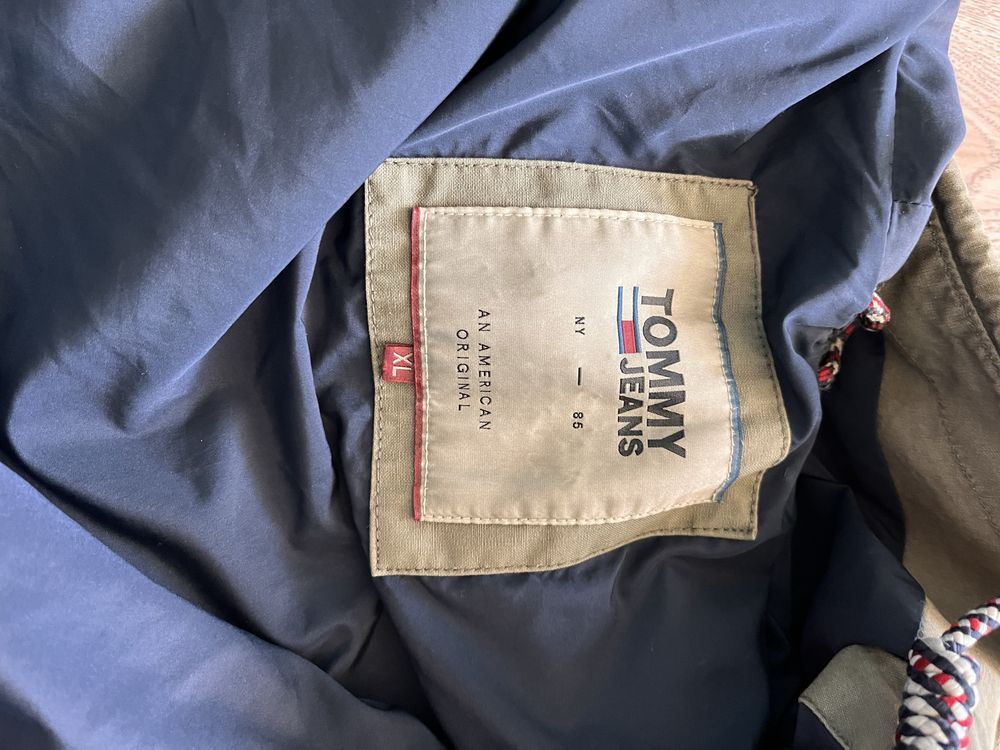 TOMMY
JEANS
NY — 85
AN AMERICAN
ORIGINAL
XL